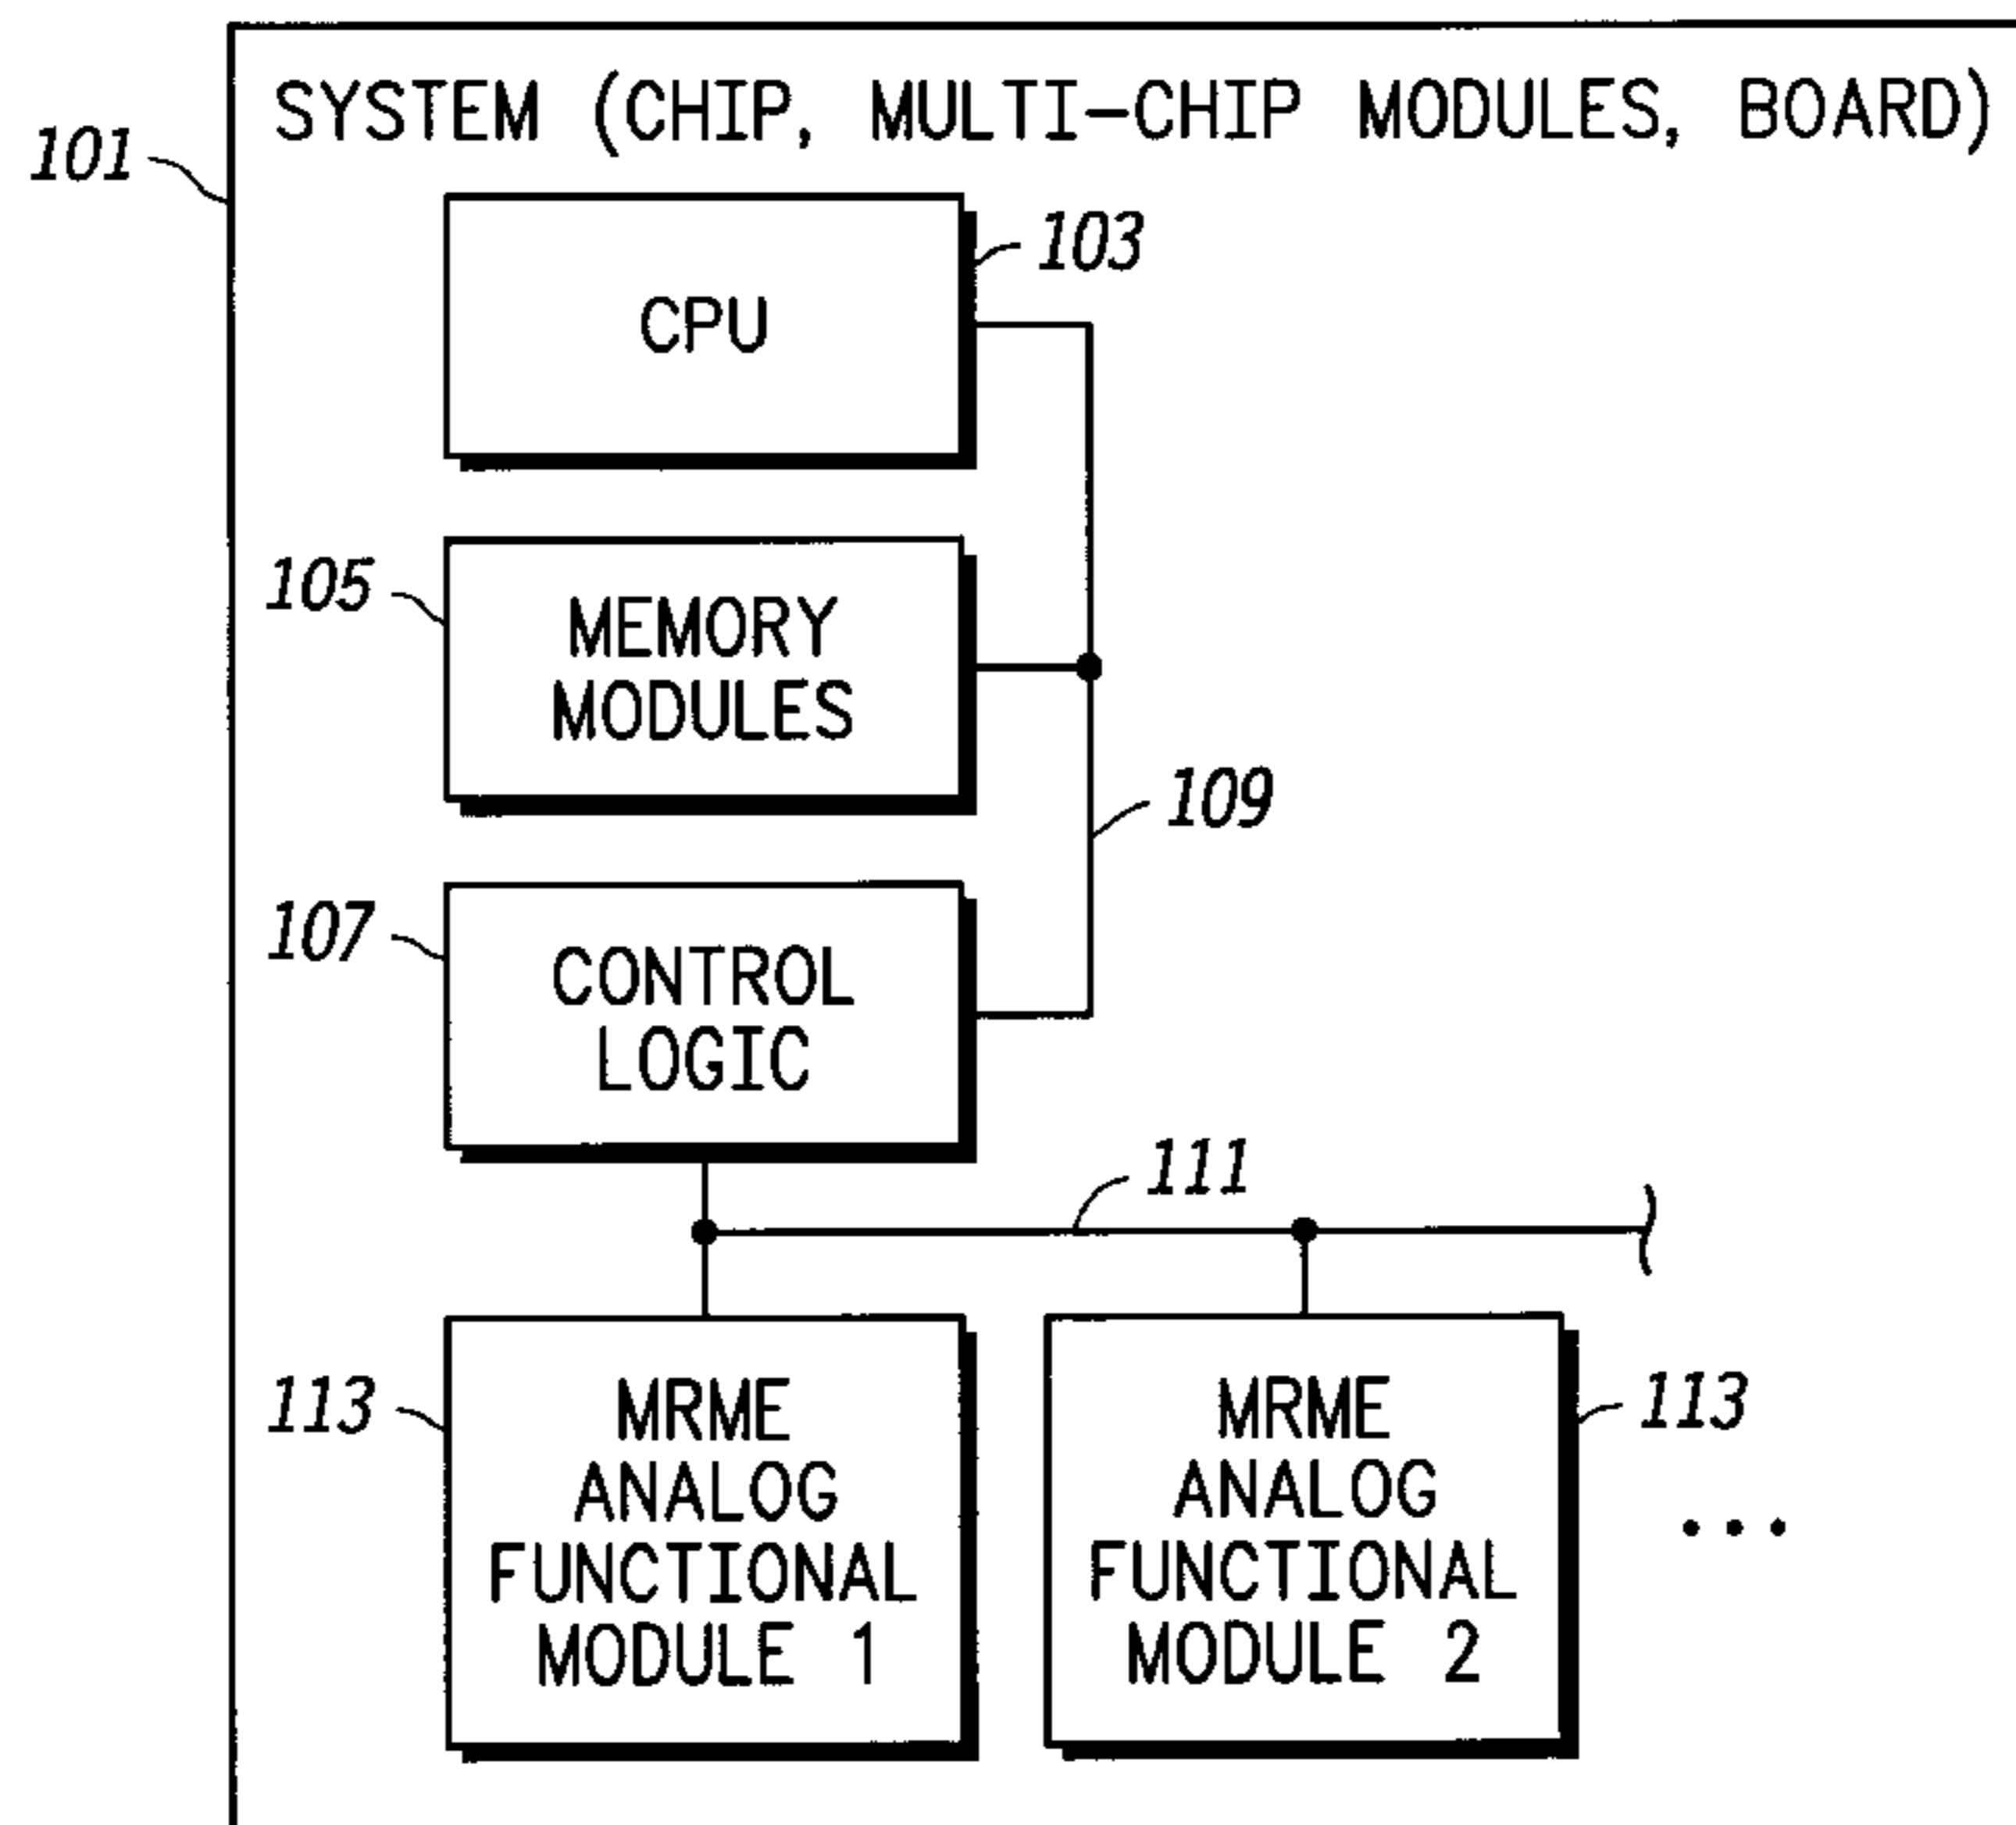 SYSTEM (CHIP, MULTI-CHIP MODULES, BOARD)
101
103
CPU
105
MEMORY
MODULES
109
107
CONTROL
LOGIC
111
113
MRME
ANALOG
FUNCTIONAL
MODULE 1
MRME
ANALOG
FUNCTIONAL
MODULE 2
113
...